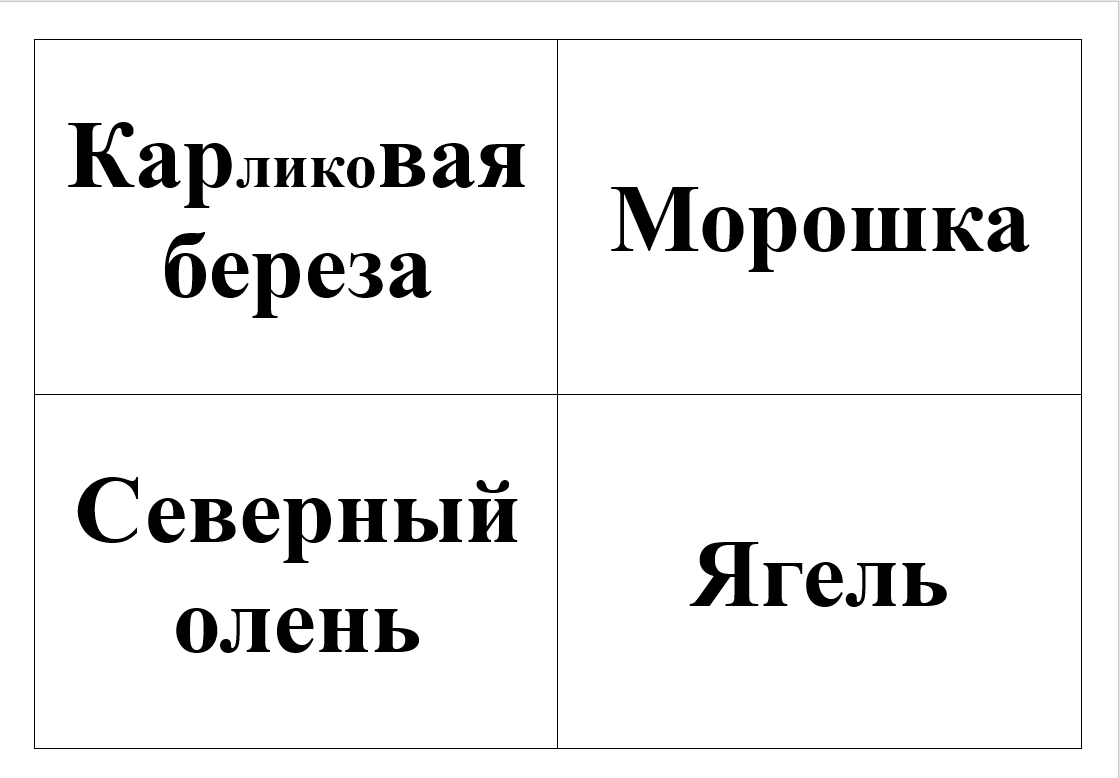 Карликовая
береза
Морошка
Северный
олень
Ягель